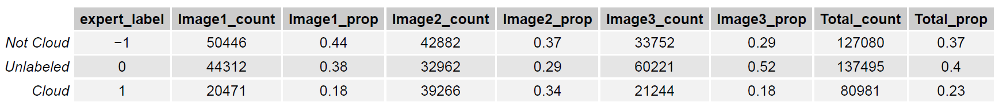 expert_label Image1_count Image1_prop Image2_count Image2_prop Image3_count Image3_prop Total_count Total_prop
Not Cloud −1 50446 0.44 42882 0.37 33752 0.29 127080 0.37
Unlabeled 0 44312 0.38 32962 0.29 60221 0.52 137495 0.4
Cloud 1 20471 0.18 39266 0.34 21244 0.18 80981 0.23